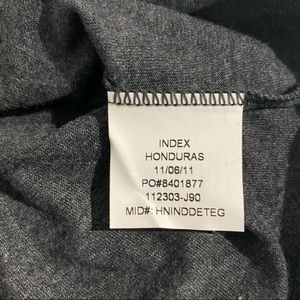 INDEX
HONDURAS
11/06/11
PO#8401877
112303-J90
MID#: HNINDDETEG